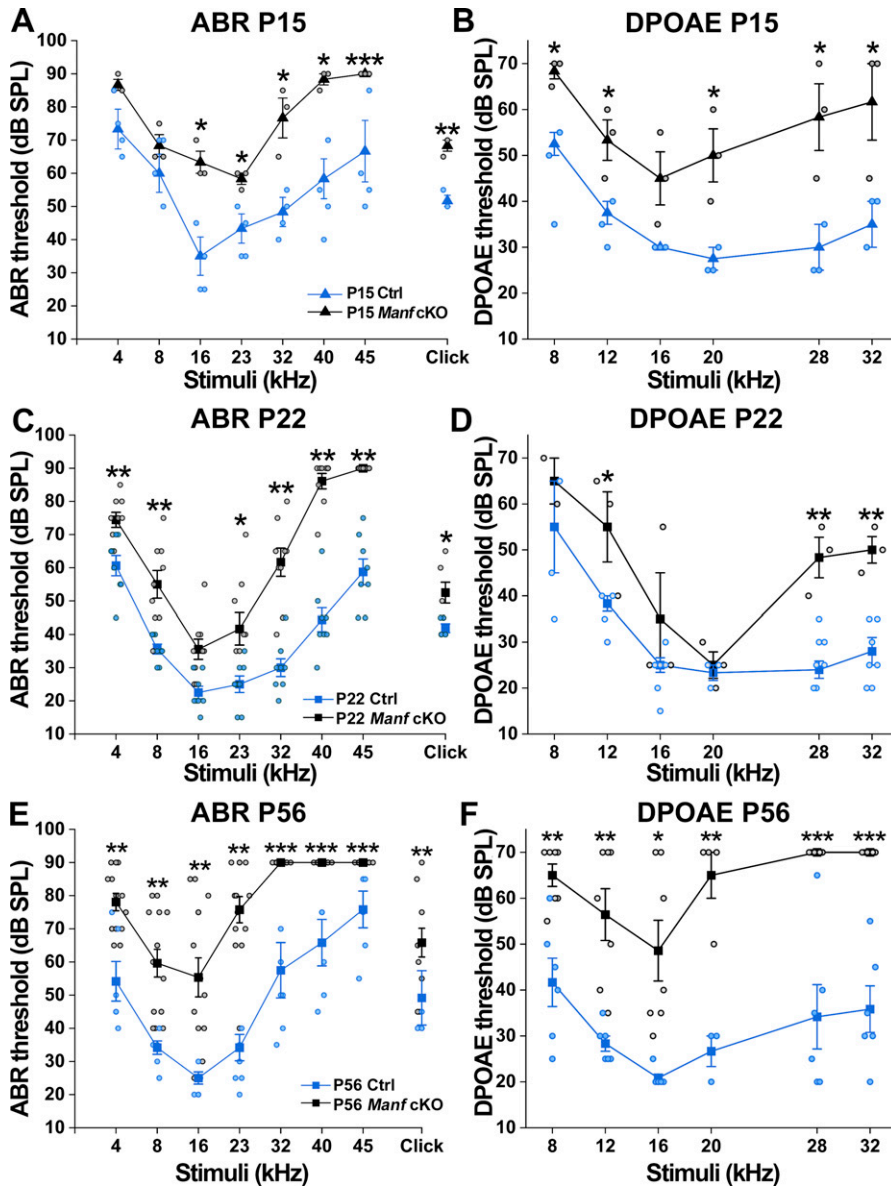 A ABR P15
ABR threshold (dB SPL)
100
90
80
70
60
50
40
30
20
10
* * * * *** **
P15 Ctrl
P15 Manf cKO
4 8 16 23 32 40 45 Click
Stimuli (kHz)
B DPOAE P15
DPOAE threshold (dB SPL)
70
60
50
40
30
20
10
* * * * *
8 12 16 20 28 32
Stimuli (kHz)
C ABR P22
ABR threshold (dB SPL)
100
90
80
70
60
50
40
30
20
10
** ** * ** ** ** *
P22 Ctrl
P22 Manf cKO
4 8 16 23 32 40 45 Click
Stimuli (kHz)
D DPOAE P22
DPOAE threshold (dB SPL)
70
60
50
40
30
20
10
* ** **
8 12 16 20 28 32
Stimuli (kHz)
E ABR P56
ABR threshold (dB SPL)
100
90
80
70
60
50
40
30
20
10
** ** ** ** *** *** *** **
P56 Ctrl
P56 Manf cKO
4 8 16 23 32 40 45 Click
Stimuli (kHz)
F DPOAE P56
DPOAE threshold (dB SPL)
70
60
50
40
30
20
10
** ** * ** *** ***
8 12 16 20 28 32
Stimuli (kHz)